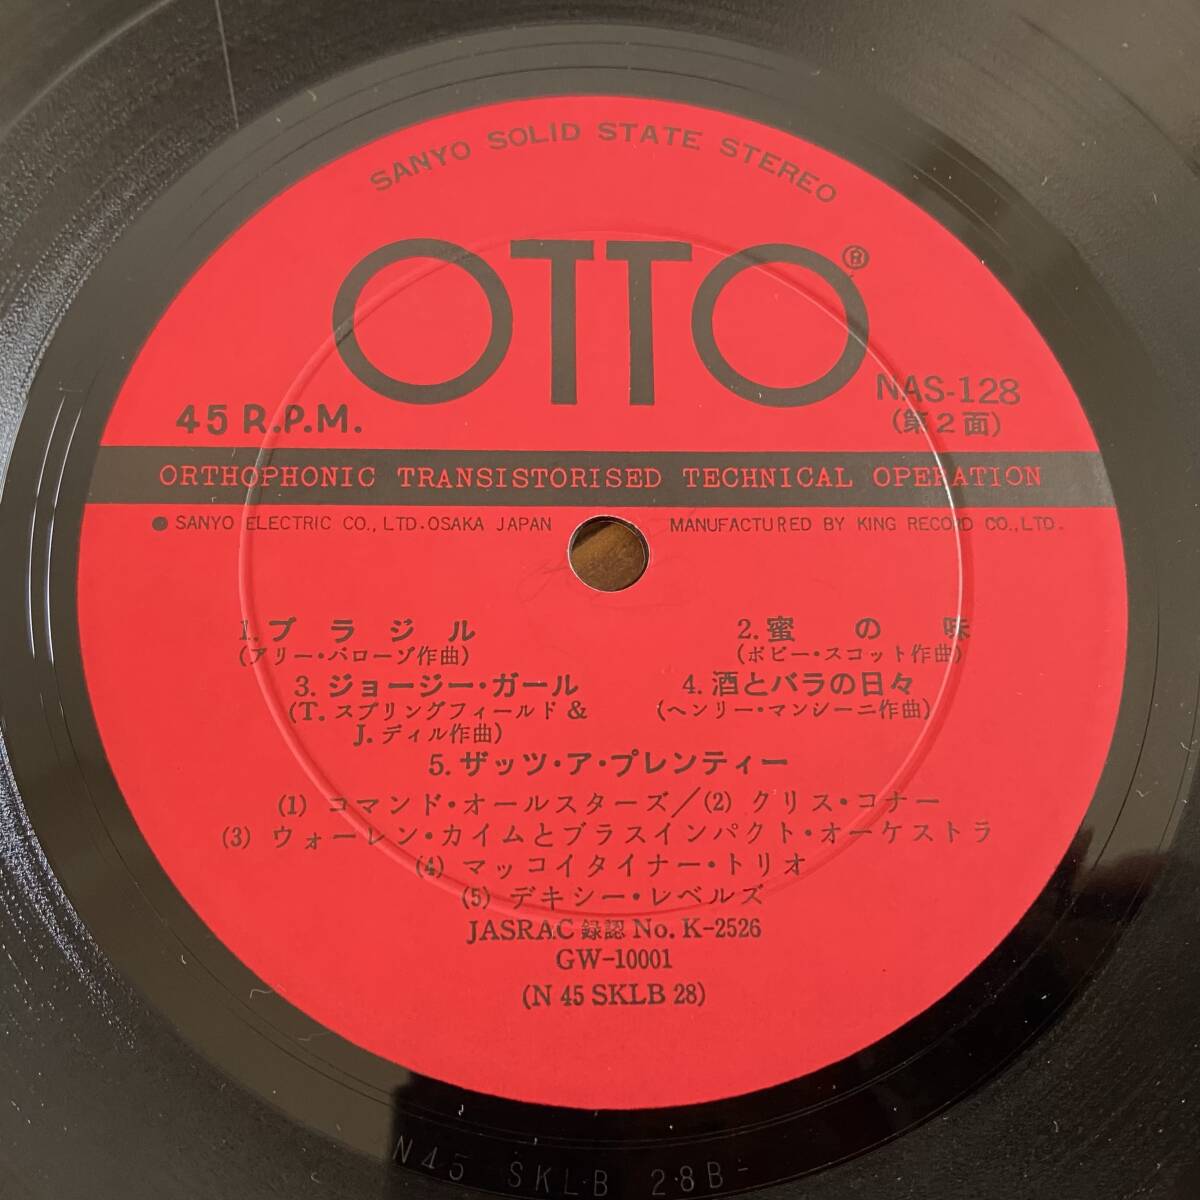 SANYO SOLID STATE STEREO
OTTO®
NAS-128
45 R.P.M.
(第2面)
ORTHOPHONIC TRANSISTORISED TECHNICAL OPERATION
● SANYO ELECTRIC CO., LTD. OSAKA JAPAN MANUFACTURED BY KING RECORD CO., LTD.
1. ブラジル 2. 蜜の味
(アリー・バローゾ作曲) (ボビー・スコット作曲)
3. ジョージー・ガール 4. 酒とバラの日々
(T. スプリングフィールド & (ヘンリー・マンシーニ作曲)
J. ディル作曲)
5. ザッツ・ア・プレンティー
(1) コマンド・オールスターズ/(2) クリス・コナー
(3) ウォーレン・カイムとブラスインパクト・オーケストラ
(4) マッコイタイナー・トリオ
(5) デキシー・レベルズ
JASRAC 録認 No. K-2526
GW-10001
(N 45 SKLB 28)
N45 SKLB 28B-